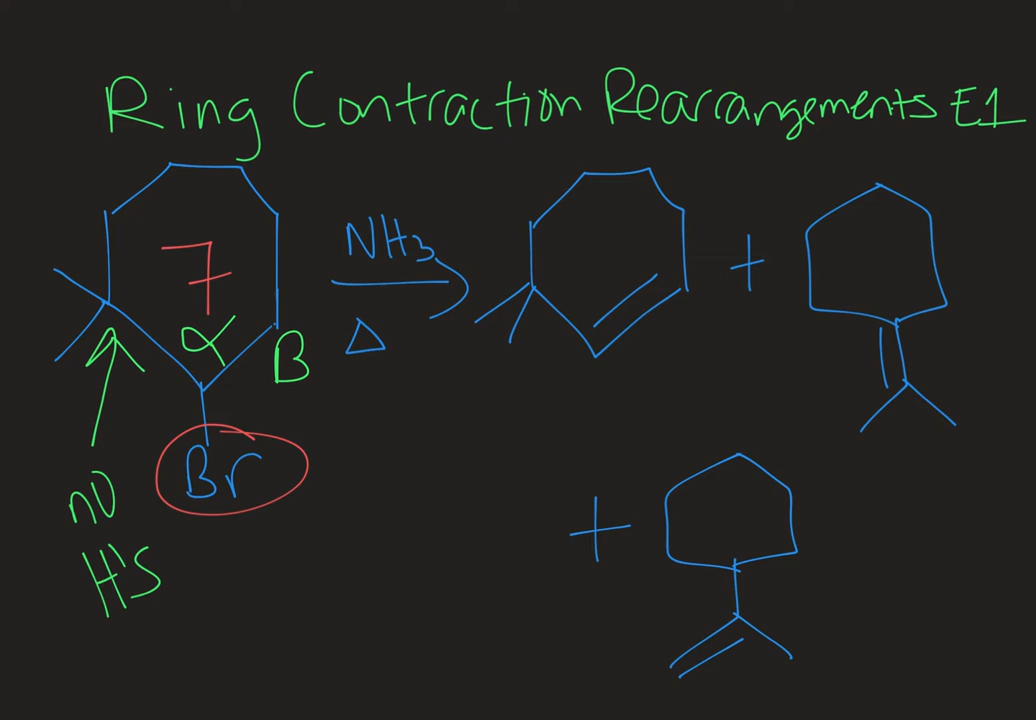 Ring Contraction Rearrangements E1
NH3
7
Δ
α
B
Br
no
H's
+
+